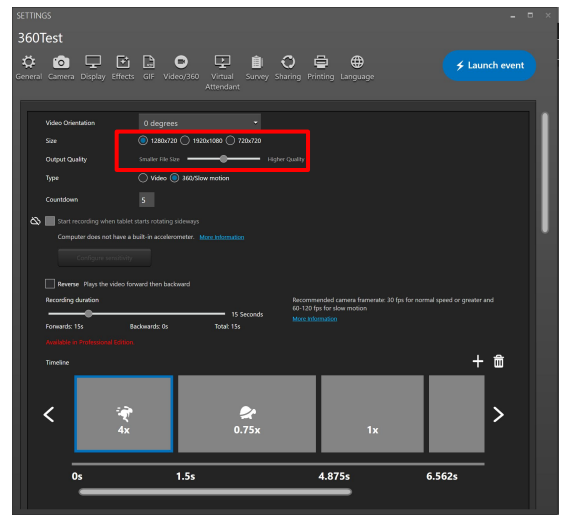 SETTINGS
360Test
General Camera Display Effects GIF Video/360 Virtual Attendant Survey Sharing Printing Language
Launch event
Video Orientation 0 degrees
Size 1280x720 1920x1080 720x720
Output Quality Smaller File Size Higher Quality
Type Video 360/Slow motion
Countdown 5
Start recording when tablet starts rotating sideways
Computer does not have a built-in accelerometer. More Information
Configure sensitivity
Reverse Plays the video forward then backward
Recording duration
15 Seconds
Recommended camera framerate: 30 fps for normal speed or greater and
60-120 fps for slow motion
More Information
Forwards: 15s Backwards: 0s Total: 15s
Available in Professional Edition
Timeline
4x 0.75x 1x
0s 1.5s 4.875s 6.562s